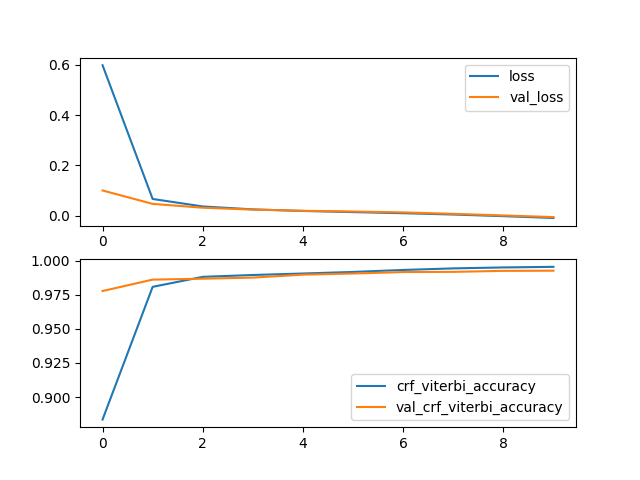 0.6
0.4
0.2
0.0
0 2 4 6 8
loss
val_loss
1.000
0.975
0.950
0.925
0.900
0 2 4 6 8
crf_viterbi_accuracy
val_crf_viterbi_accuracy